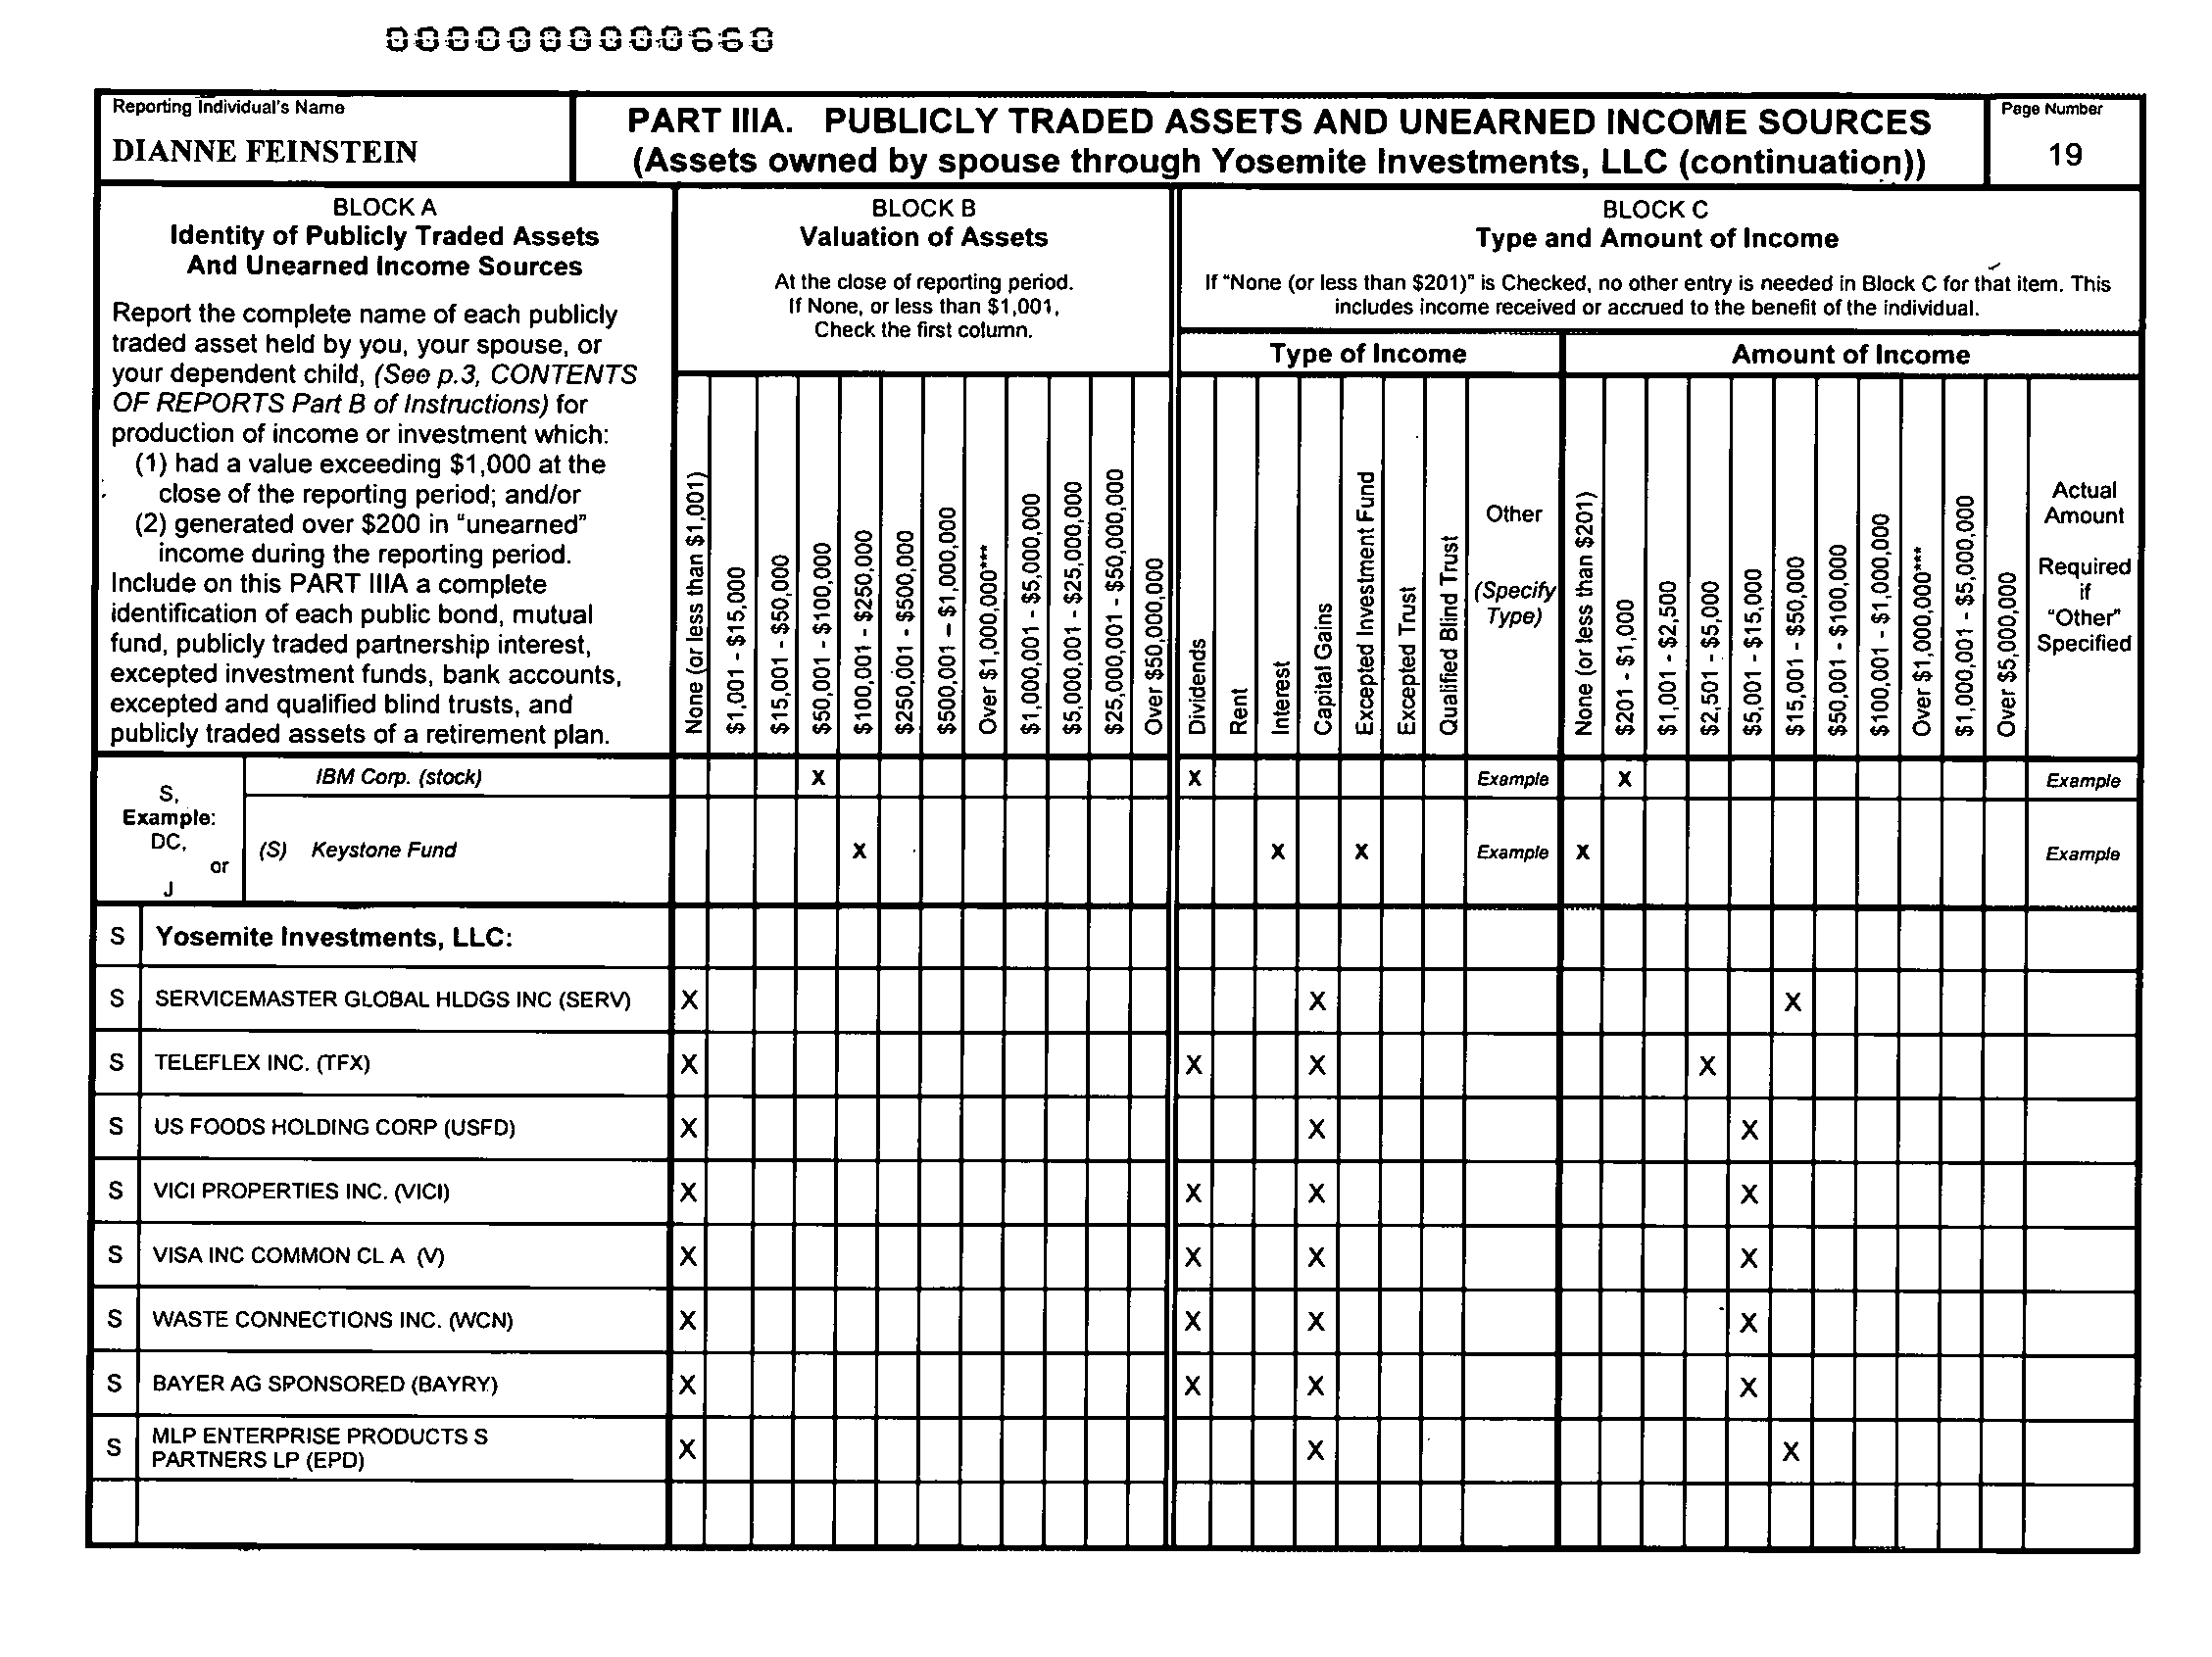 000000000660
Reporting Individual's Name
DIANNE FEINSTEIN
PART IIIA. PUBLICLY TRADED ASSETS AND UNEARNED INCOME SOURCES
(Assets owned by spouse through Yosemite Investments, LLC (continuation))
Page Number
19
BLOCK A
Identity of Publicly Traded Assets
And Unearned Income Sources
Report the complete name of each publicly
traded asset held by you, your spouse, or
your dependent child, (See p.3, CONTENTS
OF REPORTS Part B of Instructions) for
production of income or investment which:
(1) had a value exceeding $1,000 at the
close of the reporting period; and/or
(2) generated over $200 in "unearned"
income during the reporting period.
Include on this PART IIIA a complete
identification of each public bond, mutual
fund, publicly traded partnership interest,
excepted investment funds, bank accounts,
excepted and qualified blind trusts, and
publicly traded assets of a retirement plan.
BLOCK B
Valuation of Assets
At the close of reporting period.
If None, or less than $1,001,
Check the first column.
None (or less than $1,001)
$1,001 - $15,000
$15,001 - $50,000
$50,001 - $100,000
$100,001 - $250,000
$250,001 - $500,000
$500,001 – $1,000,000
Over $1,000,000***
$1,000,001 - $5,000,000
$5,000,001 - $25,000,000
$25,000,001 - $50,000,000
Over $50,000,000
BLOCK C
Type and Amount of Income
If "None (or less than $201)" is Checked, no other entry is needed in Block C for that item. This
includes income received or accrued to the benefit of the individual.
Type of Income
Dividends
Rent
Interest
Capital Gains
Excepted Investment Fund
Excepted Trust
Qualified Blind Trust
Other
(Specify
Type)
Amount of Income
None (or less than $201)
$201 - $1,000
$1,001 - $2,500
$2,501 - $5,000
$5,001 - $15,000
$15,001 - $50,000
$50,001 - $100,000
$100,001 - $1,000,000
Over $1,000,000***
$1,000,001 - $5,000,000
Over $5,000,000
Actual
Amount
Required
if
"Other"
Specified
S,
Example:
DC,
or
J
IBM Corp. (stock) X X Example X Example
(S) Keystone Fund X X X Example X Example
S Yosemite Investments, LLC:
S SERVICEMASTER GLOBAL HLDGS INC (SERV) X X X
S TELEFLEX INC. (TFX) X X X X
S US FOODS HOLDING CORP (USFD) X X X
S VICI PROPERTIES INC. (VICI) X X X X
S VISA INC COMMON CL A (V) X X X X
S WASTE CONNECTIONS INC. (WCN) X X X X
S BAYER AG SPONSORED (BAYRY) X X X X
S MLP ENTERPRISE PRODUCTS S
PARTNERS LP (EPD) X X X